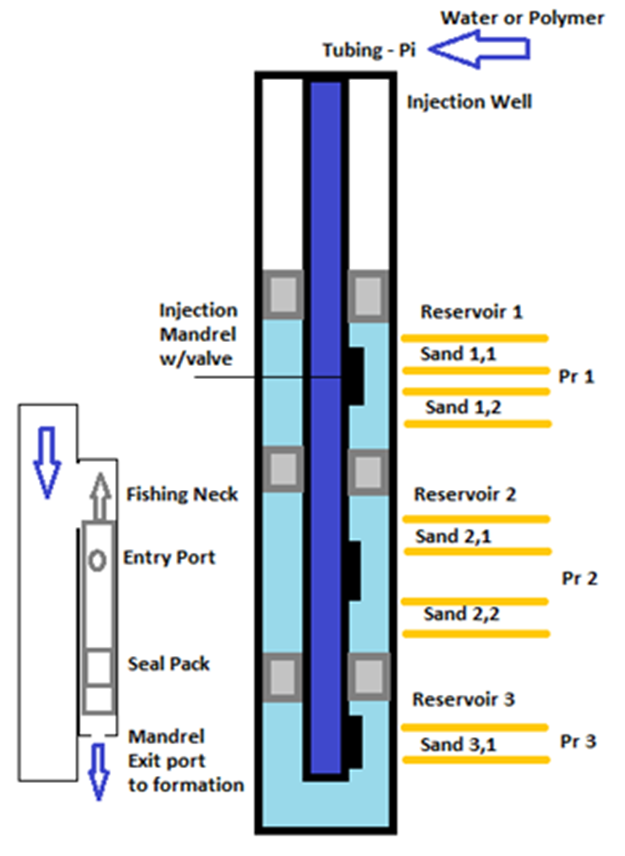 Water or Polymer
Tubing - Pi
Injection Well
Injection
Mandrel
w/valve
Reservoir 1
Sand 1,1
Pr 1
Sand 1,2
Fishing Neck
Entry Port
Seal Pack
Mandrel
Exit port
to formation
Reservoir 2
Sand 2,1
Pr 2
Sand 2,2
Reservoir 3
Sand 3,1
Pr 3